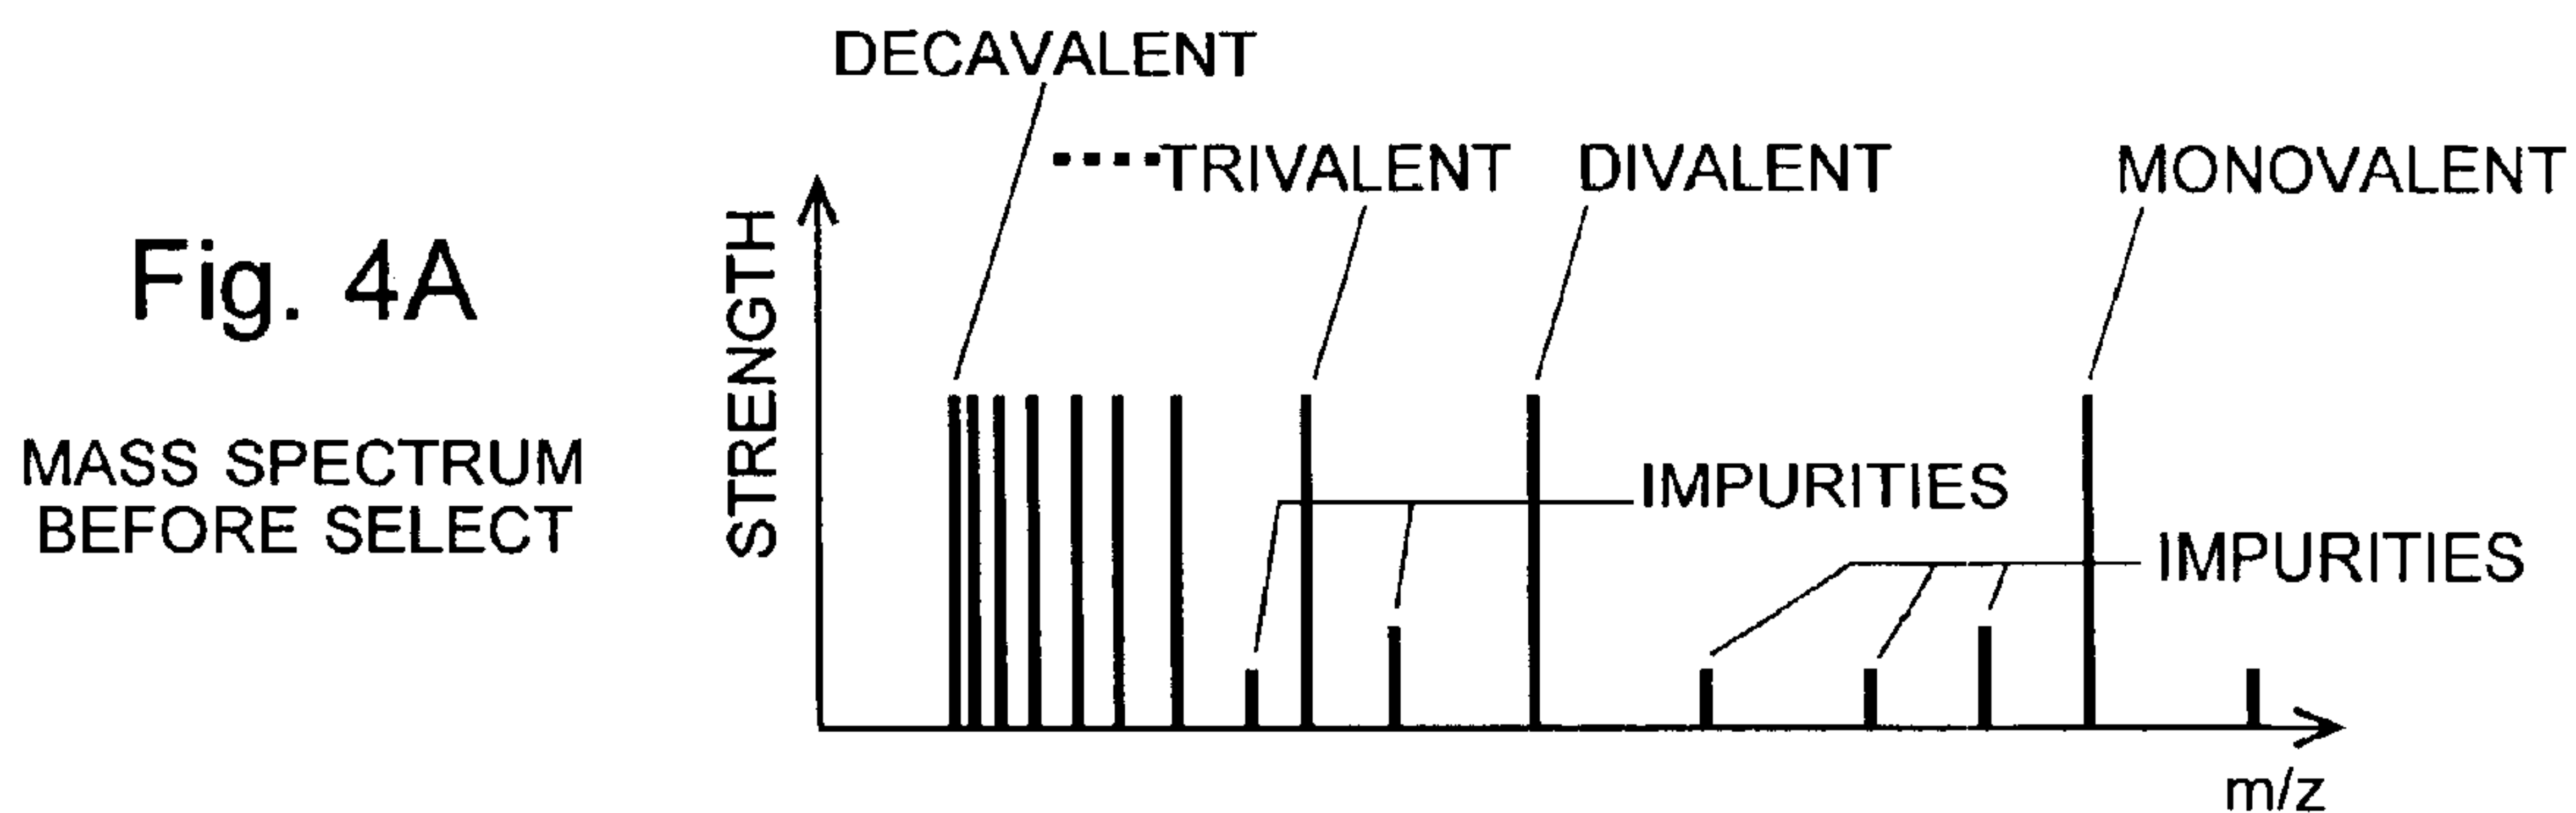 DECAVALENT
▪▪▪▪TRIVALENT
DIVALENT
MONOVALENT
Fig. 4A
STRENGTH
MASS SPECTRUM
BEFORE SELECT
IMPURITIES
IMPURITIES
m/z